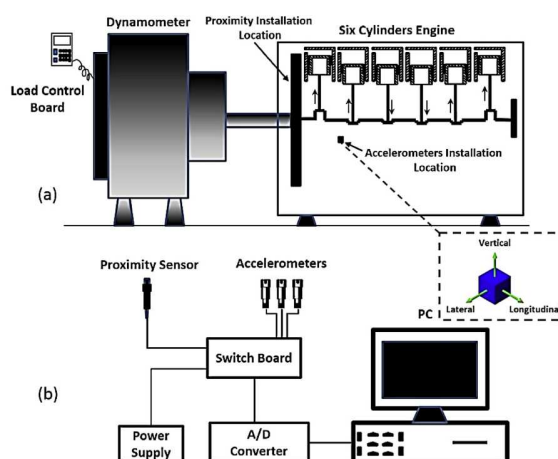 Dynamometer
Proximity Installation
Location
Six Cylinders Engine
Load Control
Board
Accelerometers Installation
Location
(a)
Vertical
Lateral
Longitudinal
Proximity Sensor
Accelerometers
PC
Switch Board
(b)
Power
Supply
A/D
Converter